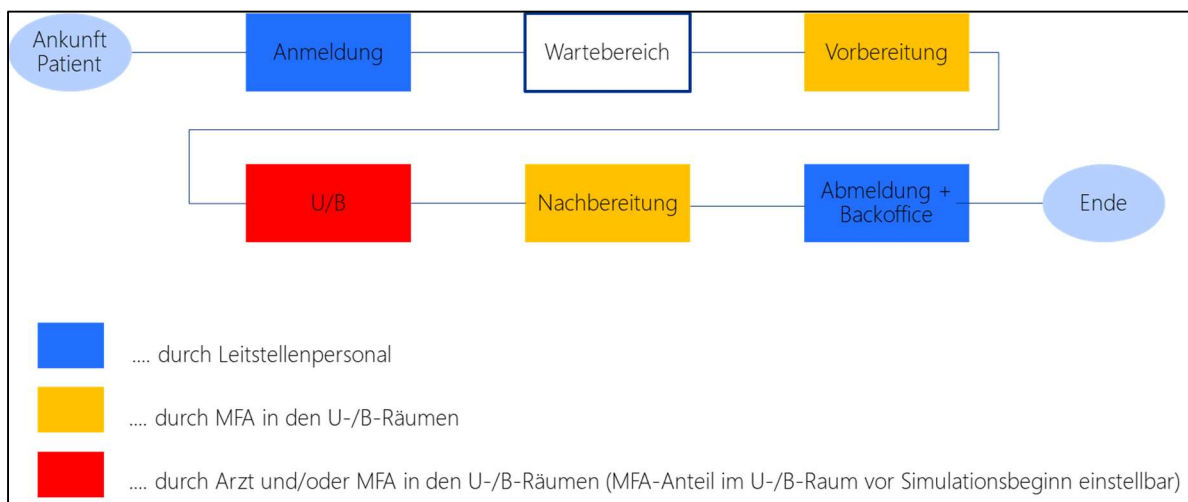 Ankunft
Patient
Anmeldung
Wartebereich
Vorbereitung
U/B
Nachbereitung
Abmeldung +
Backoffice
Ende
.... durch Leitstellenpersonal
.... durch MFA in den U-/B-Räumen
.... durch Arzt und/oder MFA in den U-/B-Räumen (MFA-Anteil im U-/B-Raum vor Simulationsbeginn einstellbar)